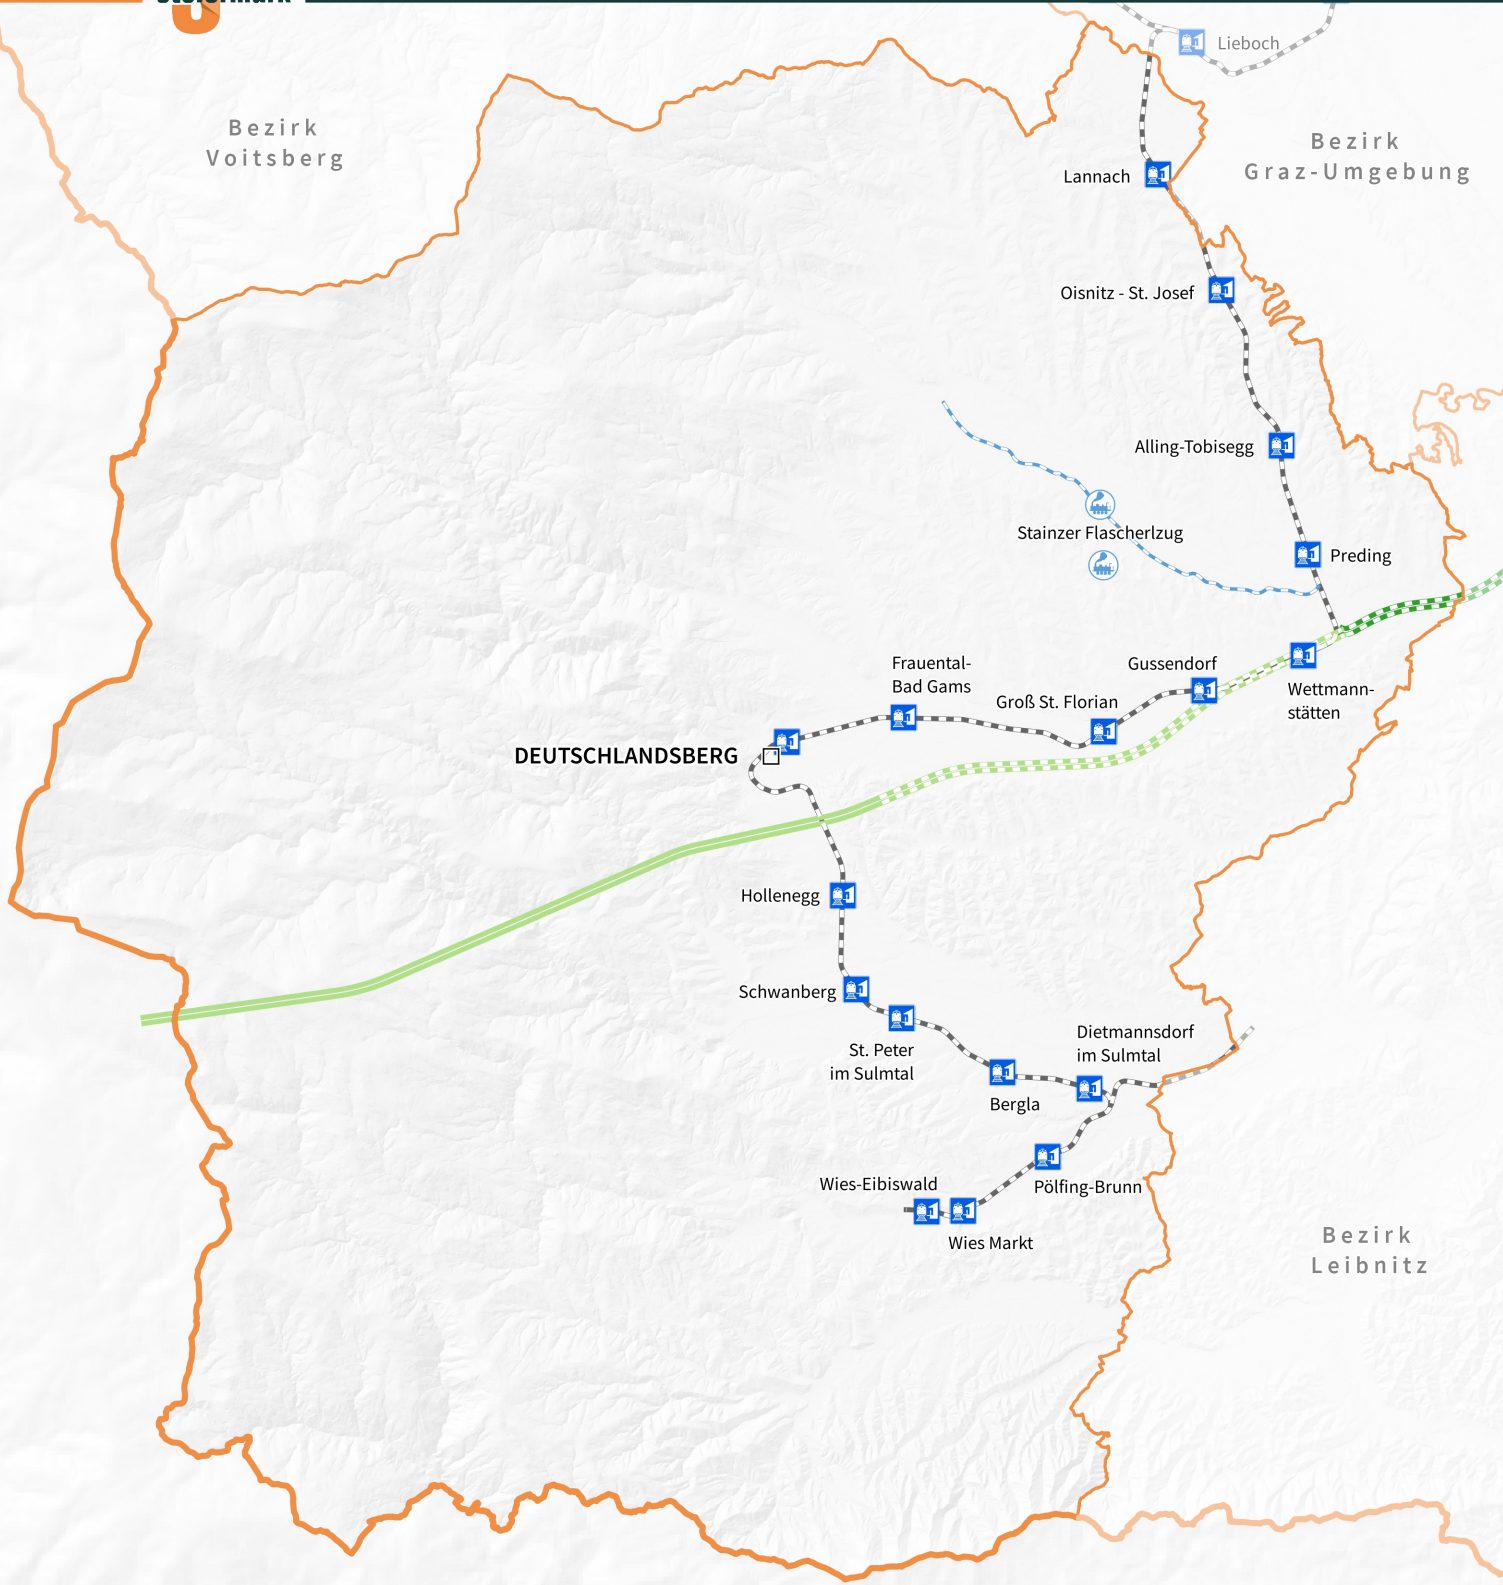 Lieboch
Bezirk
Voitsberg
Bezirk
Graz-Umgebung
Lannach
Oisnitz - St. Josef
Alling-Tobisegg
Stainzer Flascherlzug
Preding
Frauental-
Bad Gams
Gussendorf
Groß St. Florian
Wettmann-
stätten
DEUTSCHLANDSBERG
Hollenegg
Schwanberg
St. Peter
im Sulmtal
Dietmannsdorf
im Sulmtal
Bergla
Wies-Eibiswald
Pölfing-Brunn
Wies Markt
Bezirk
Leibnitz